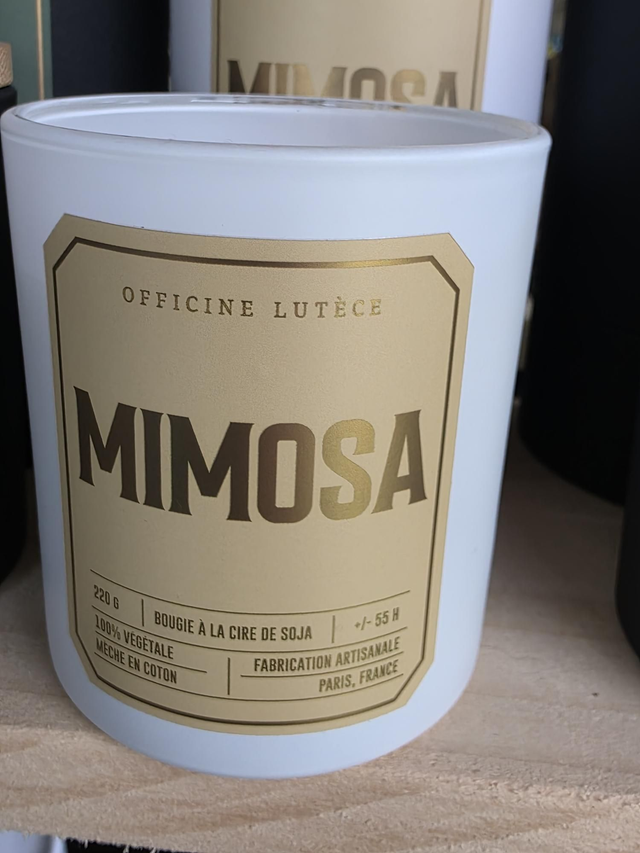 MIMOSA
OFFICINE LUTÈCE
MIMOSA
220 G
BOUGIE À LA CIRE DE SOJA
+/- 55 H
100% VÉGÉTALE
MÈCHE EN COTON
FABRICATION ARTISANALE
PARIS, FRANCE